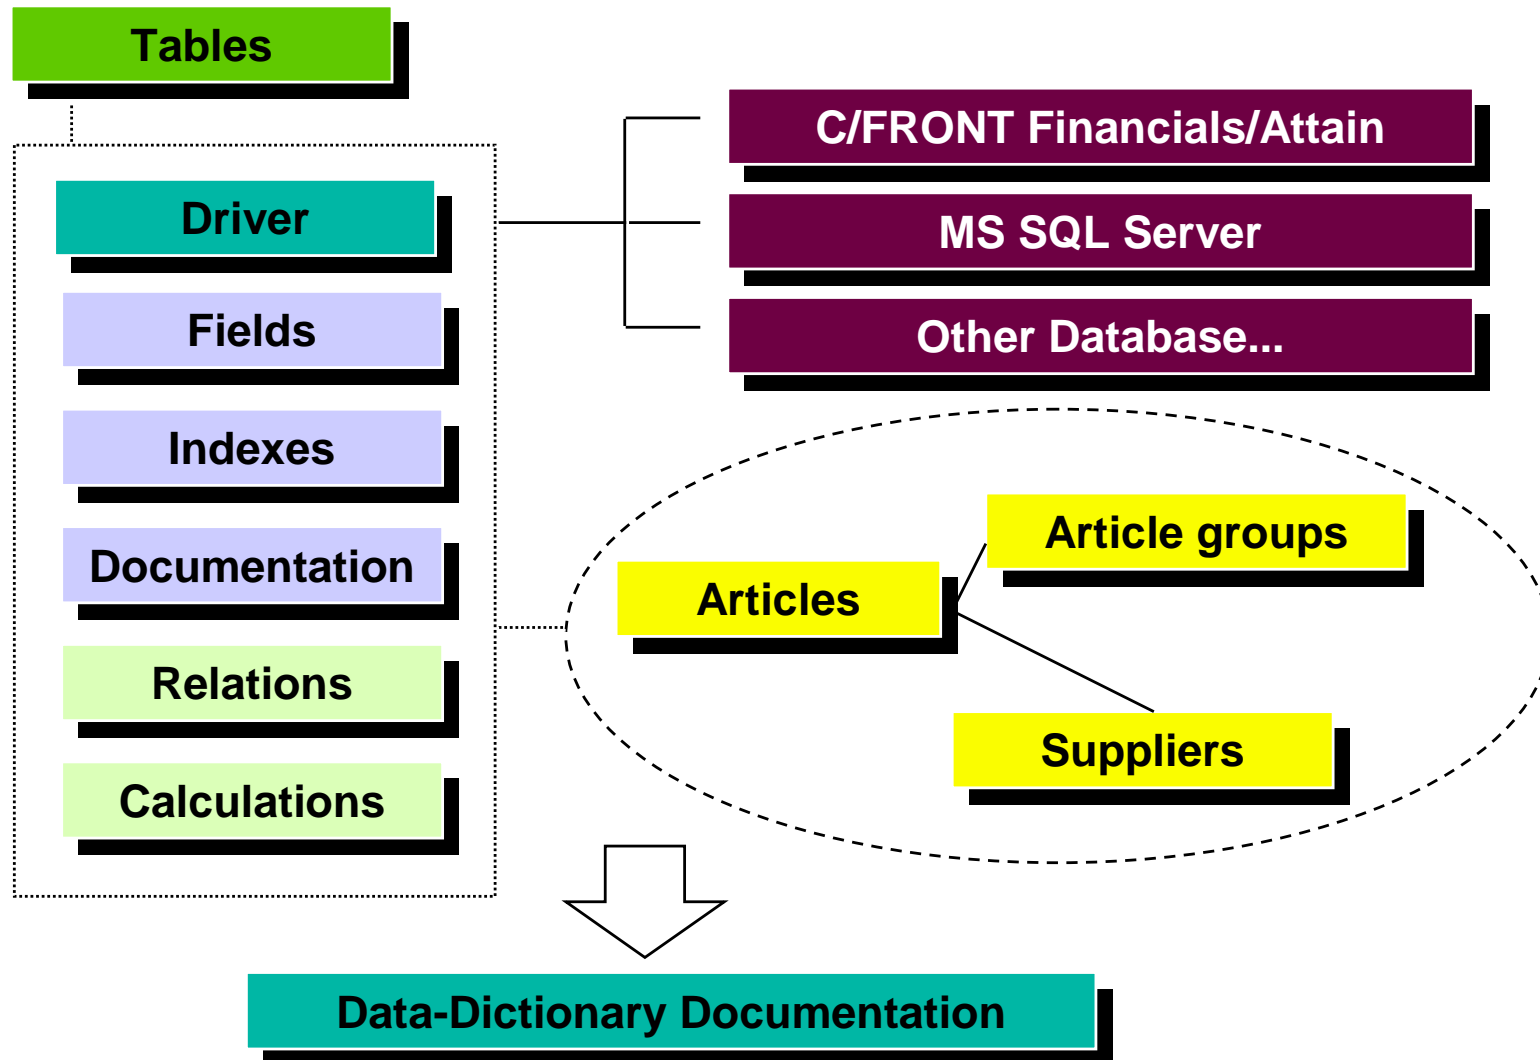 Tables
Driver
Fields
Indexes
Documentation
Relations
Calculations
C/FRONT Financials/Attain
MS SQL Server
Other Database...
Article groups
Articles
Suppliers
Data-Dictionary Documentation